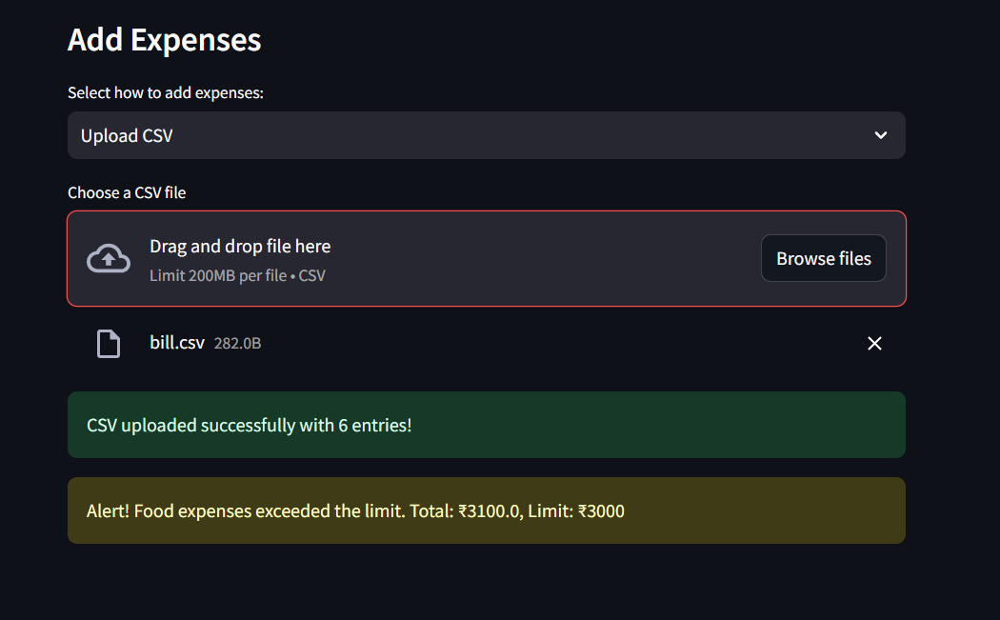 Add Expenses
Select how to add expenses:
Upload CSV
Choose a CSV file
Drag and drop file here
Limit 200MB per file • CSV
Browse files
bill.csv 282.0B
CSV uploaded successfully with 6 entries!
Alert! Food expenses exceeded the limit. Total: ₹3100.0, Limit: ₹3000